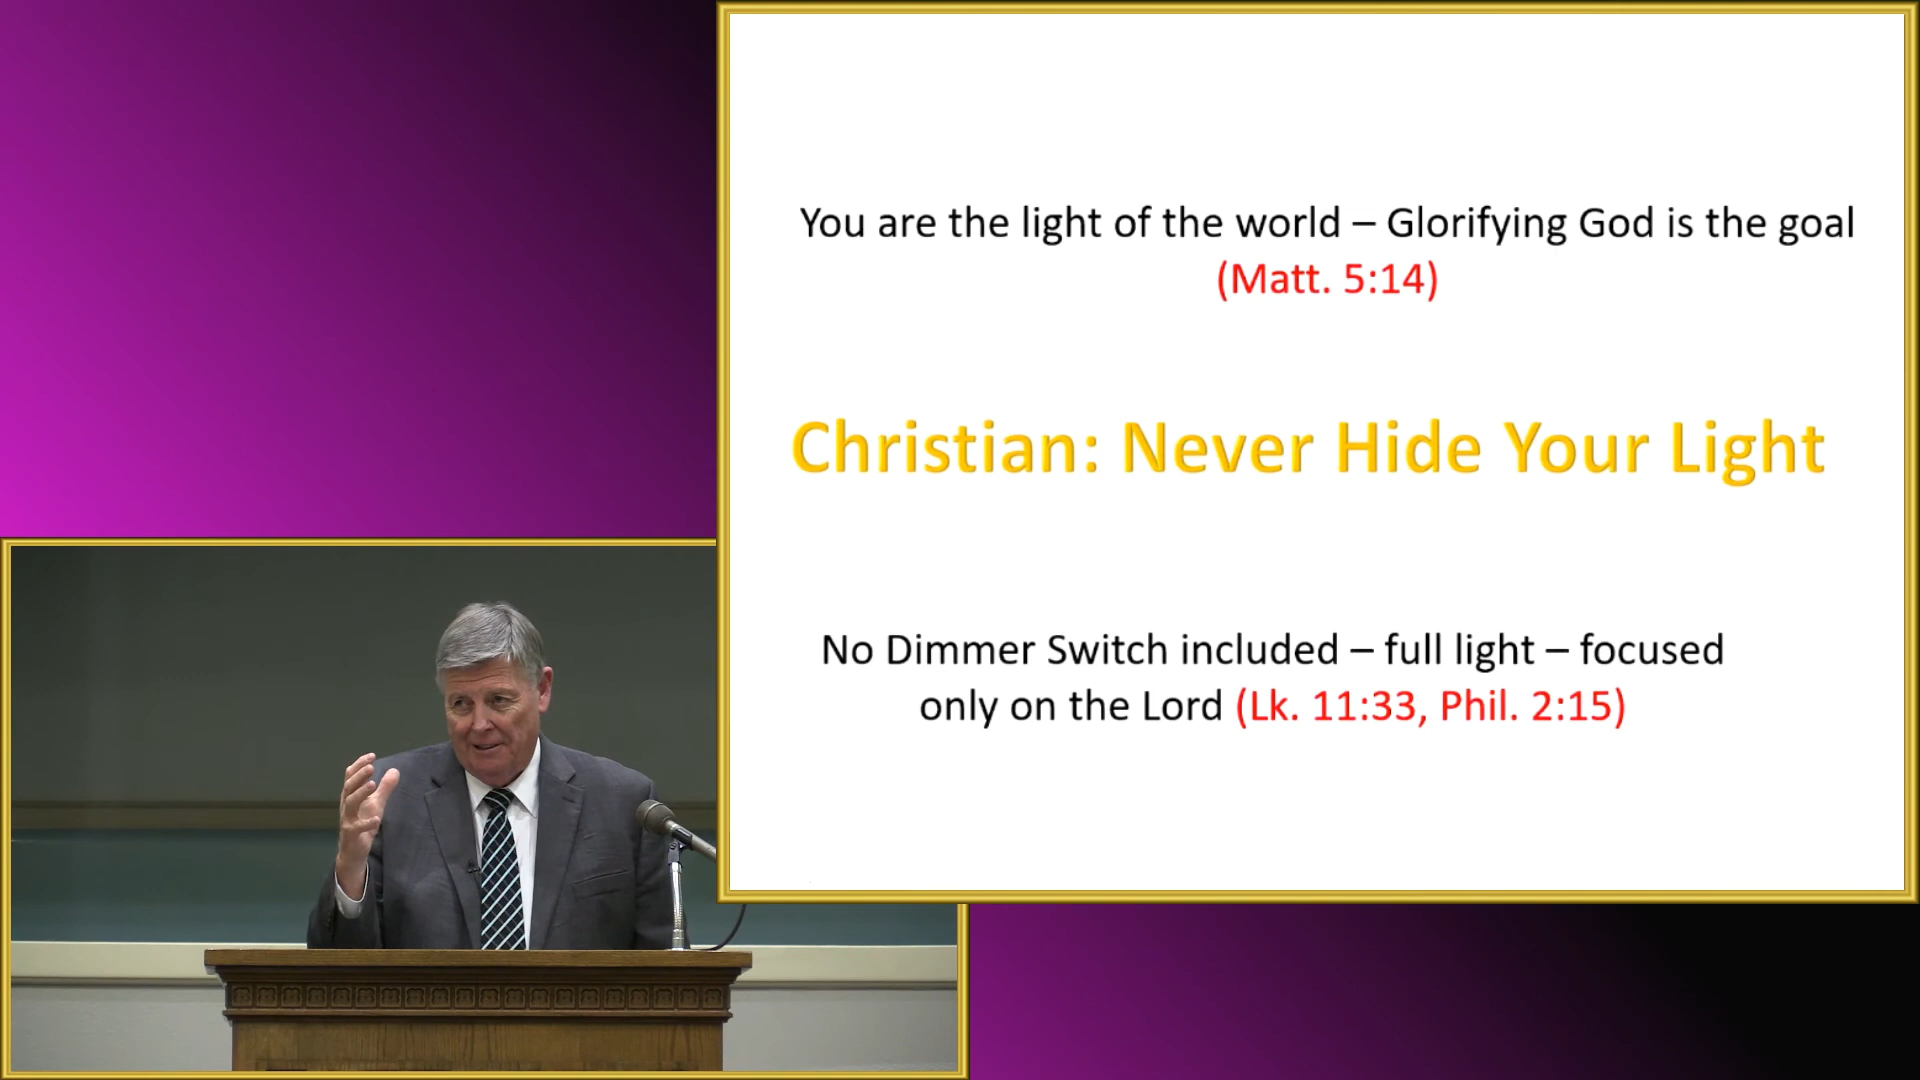 You are the light of the world – Glorifying God is the goal
(Matt. 5:14)
Christian: Never Hide Your Light
No Dimmer Switch included – full light – focused
only on the Lord (Lk. 11:33, Phil. 2:15)